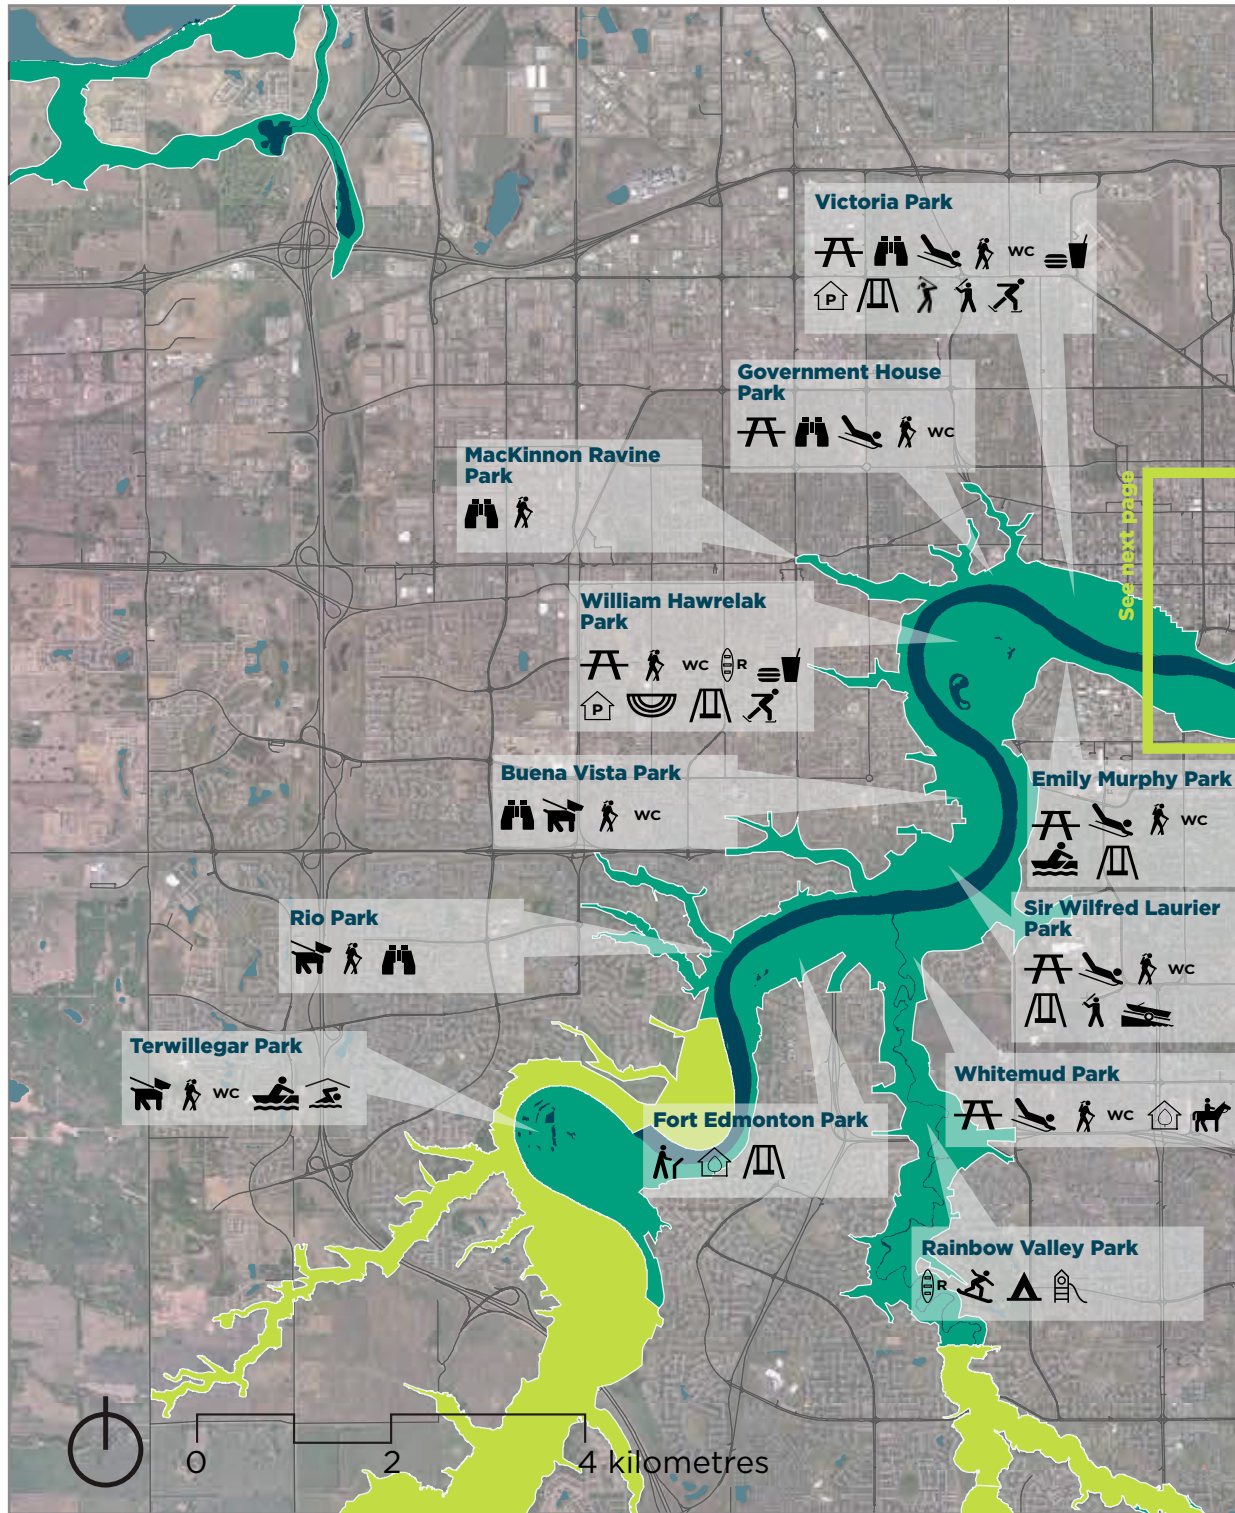 Victoria Park
WC
P
Government House
Park
WC
MacKinnon Ravine
Park
See next page
William Hawrelak
Park
WC R
P
Buena Vista Park
WC
Emily Murphy Park
WC
Sir Wilfred Laurier
Park
WC
Rio Park
Terwillegar Park
WC
Whitemud Park
WC
Fort Edmonton Park
Rainbow Valley Park
R
0 2 4 kilometres